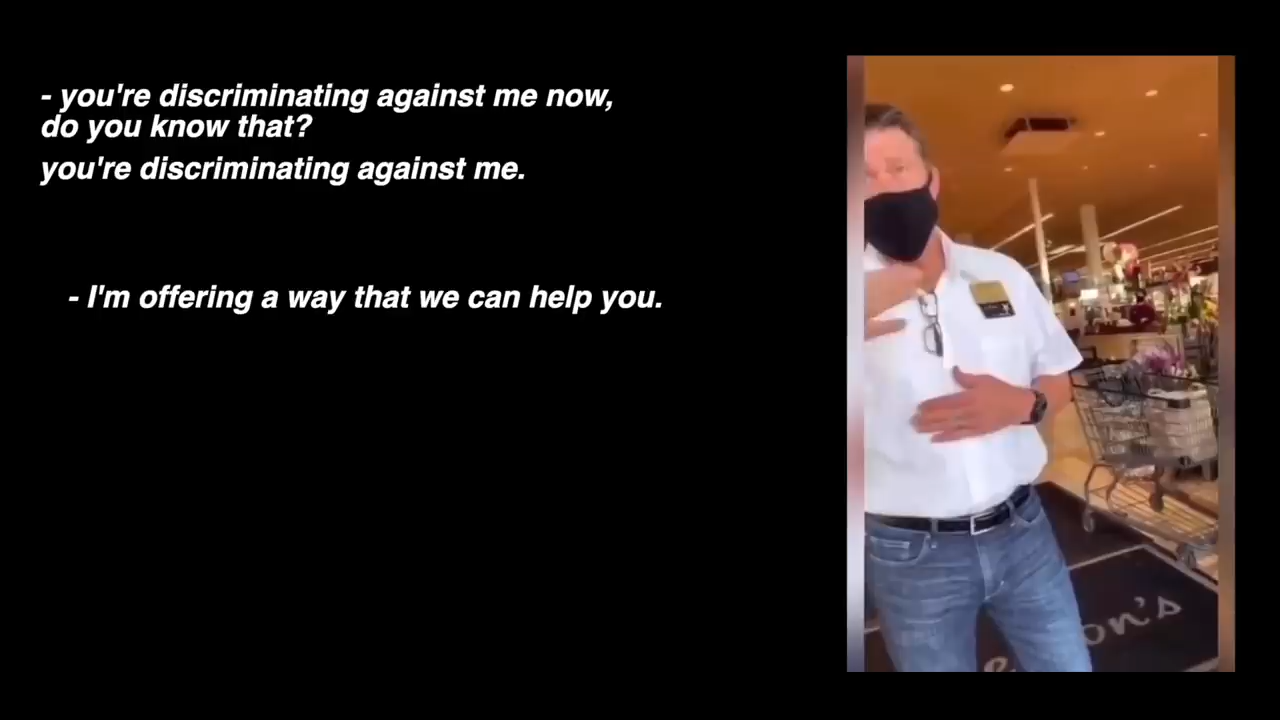 - you're discriminating against me now,
do you know that?
you're discriminating against me.
- I'm offering a way that we can help you.
on's